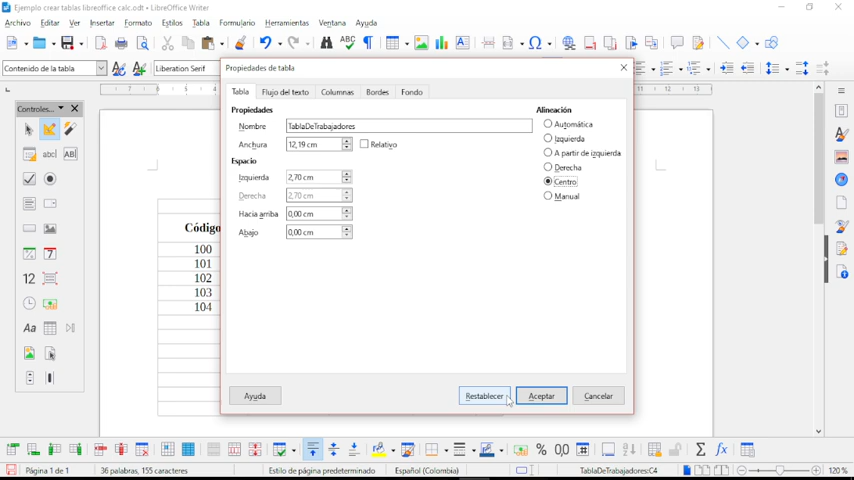 Ejemplo crear tablas libreoffice calc.odt • LibreOffice Writer
Archivo Editar Ver Insertar Formato Estilos Tabla Formulario Herramientas Ventana Ayuda
Contenido de la tabla Liberation Serif
Controles...
Propiedades de tabla
Tabla Flujo del texto Columnas Bordes Fondo
Propiedades
Nombre TablaDeTrabajadores
Anchura 12,19 cm Relativo
Espacio
Izquierda 2,70 cm
Derecha 2,70 cm
Hacia arriba 0,00 cm
Abajo 0,00 cm
Alineación
Automática
Izquierda
A partir de izquierda
Derecha
Centro
Manual
Ayuda Restablecer Aceptar Cancelar
Código
100
101
102
103
104
Página 1 de 1 36 palabras, 155 caracteres Estilo de página predeterminado Español (Colombia) TablaDeTrabajadores:C4 120 %